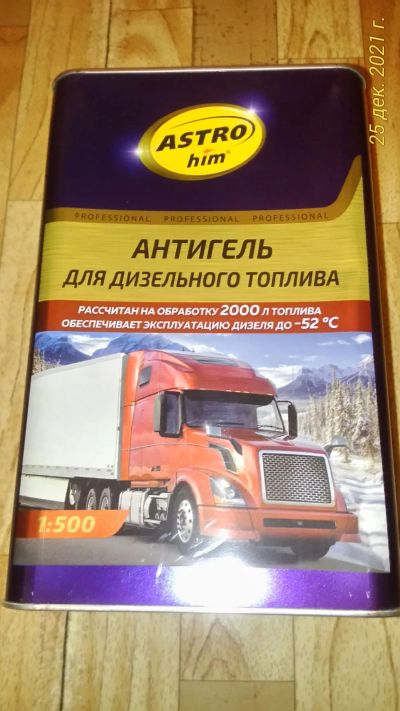 25 дек. 2021 г.
ASTRO
him®
PROFESSIONAL PROFESSIONAL PROFESSIONAL
АНТИГЕЛЬ
ДЛЯ ДИЗЕЛЬНОГО ТОПЛИВА
РАССЧИТАН НА ОБРАБОТКУ 2000 Л ТОПЛИВА
ОБЕСПЕЧИВАЕТ ЭКСПЛУАТАЦИЮ ДИЗЕЛЯ ДО -52 °C
1:500